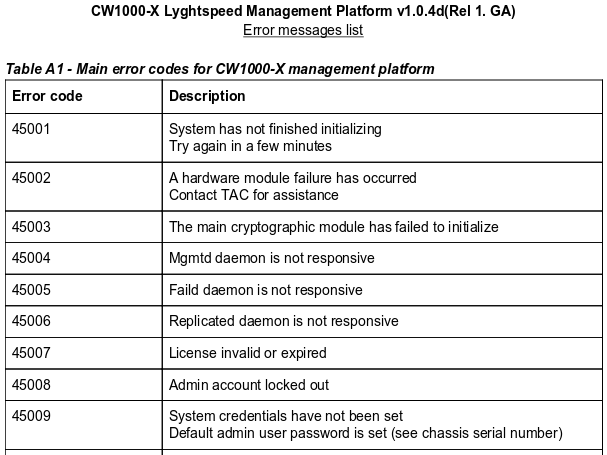 CW1000-X Lyghtspeed Management Platform v1.0.4d(Rel 1. GA)
Error messages list
Table A1 - Main error codes for CW1000-X management platform
Error code Description
45001 System has not finished initializing
Try again in a few minutes
45002 A hardware module failure has occurred
Contact TAC for assistance
45003 The main cryptographic module has failed to initialize
45004 Mgmtd daemon is not responsive
45005 Faild daemon is not responsive
45006 Replicated daemon is not responsive
45007 License invalid or expired
45008 Admin account locked out
45009 System credentials have not been set
Default admin user password is set (see chassis serial number)